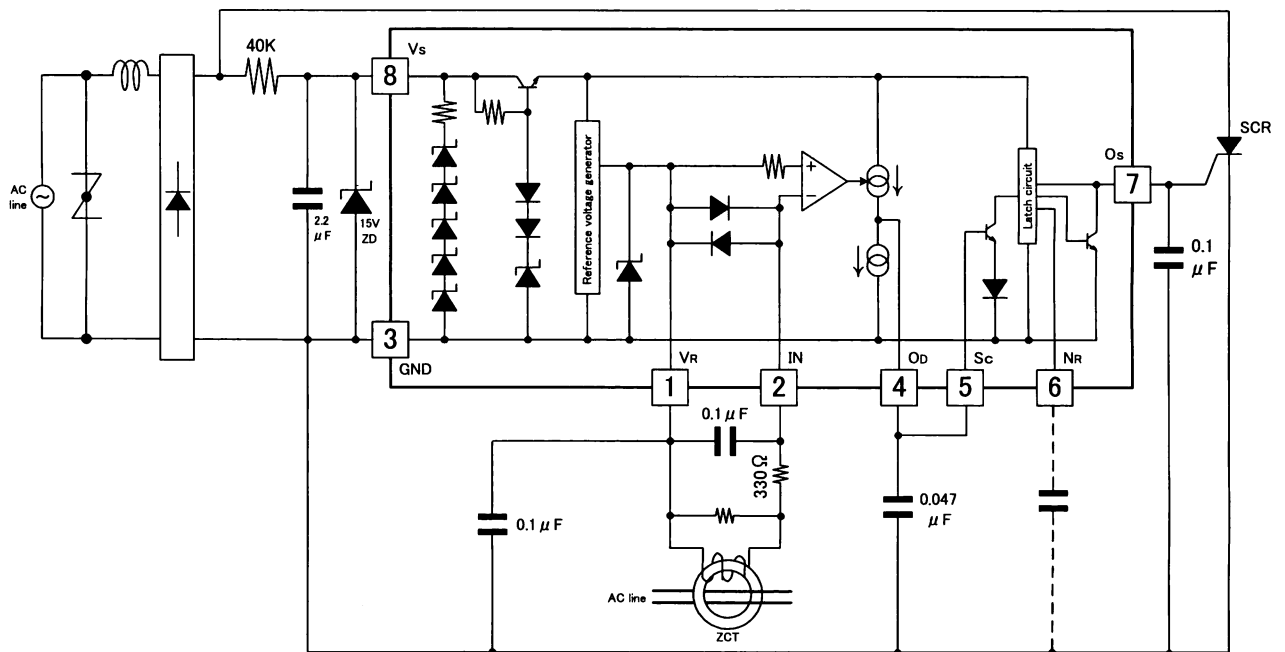 40K
Vs
8
SCR
Os
7
AC
line
2.2
μF
15V
ZD
Reference voltage generator
+
−
Latch circuit
0.1
μF
3
GND
VR
1
IN
2
OD
4
Sc
5
NR
6
0.1μF
330Ω
0.1μF
0.047
μF
AC line
ZCT